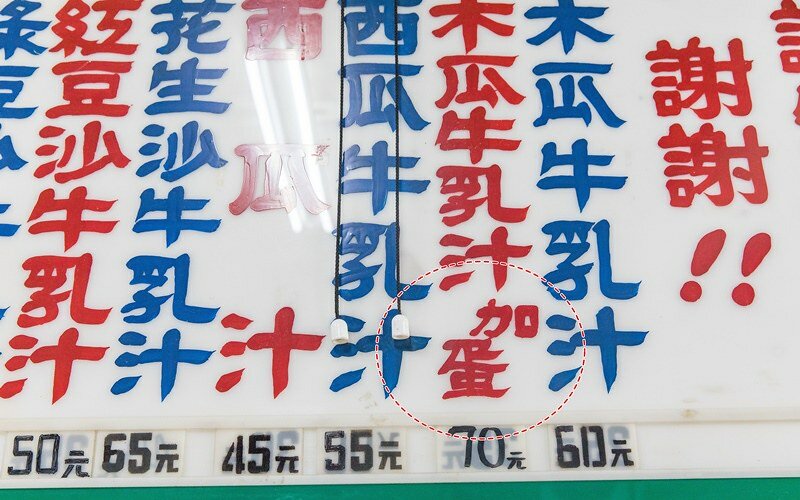 謝謝!!
木瓜牛乳汁
木瓜牛乳汁加蛋
西瓜牛乳汁
西瓜汁
花生沙牛乳汁
紅豆沙牛乳汁
50元 65元 45元 55元 70元 60元